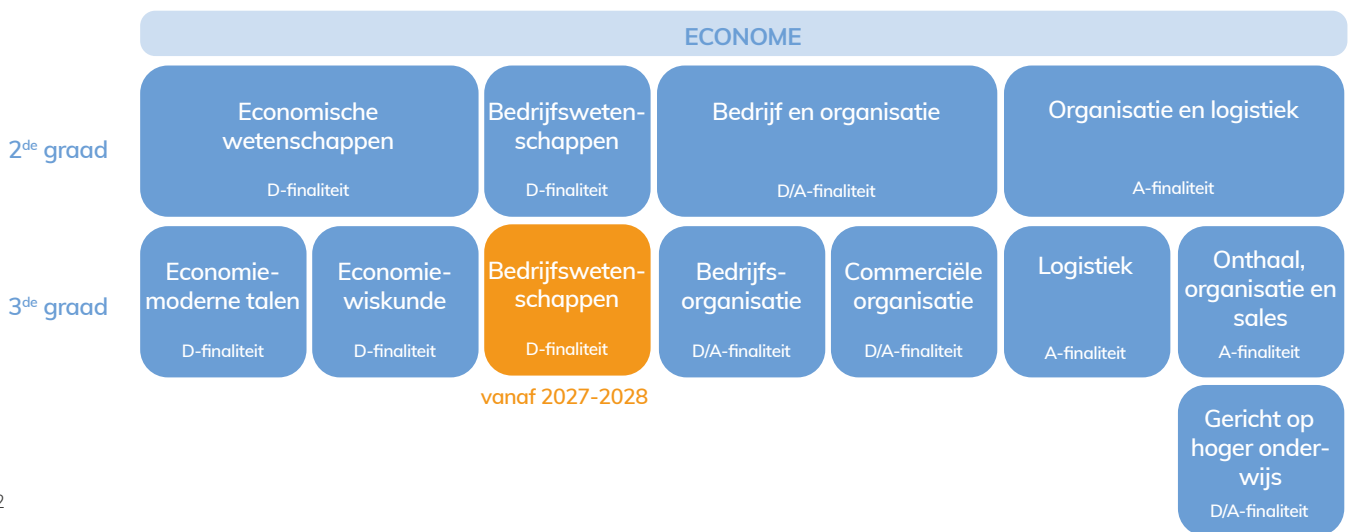 ECONOME
2de graad
Economische
wetenschappen
D-finaliteit
Bedrijfsweten-
schappen
D-finaliteit
Bedrijf en organisatie
D/A-finaliteit
Organisatie en logistiek
A-finaliteit
3de graad
Economie-
moderne talen
D-finaliteit
Economie-
wiskunde
D-finaliteit
Bedrijfsweten-
schappen
D-finaliteit
vanaf 2027-2028
Bedrijfs-
organisatie
D/A-finaliteit
Commerciële
organisatie
D/A-finaliteit
Logistiek
A-finaliteit
Onthaal,
organisatie en
sales
A-finaliteit
Gericht op
hoger onder-
wijs
D/A-finaliteit
2